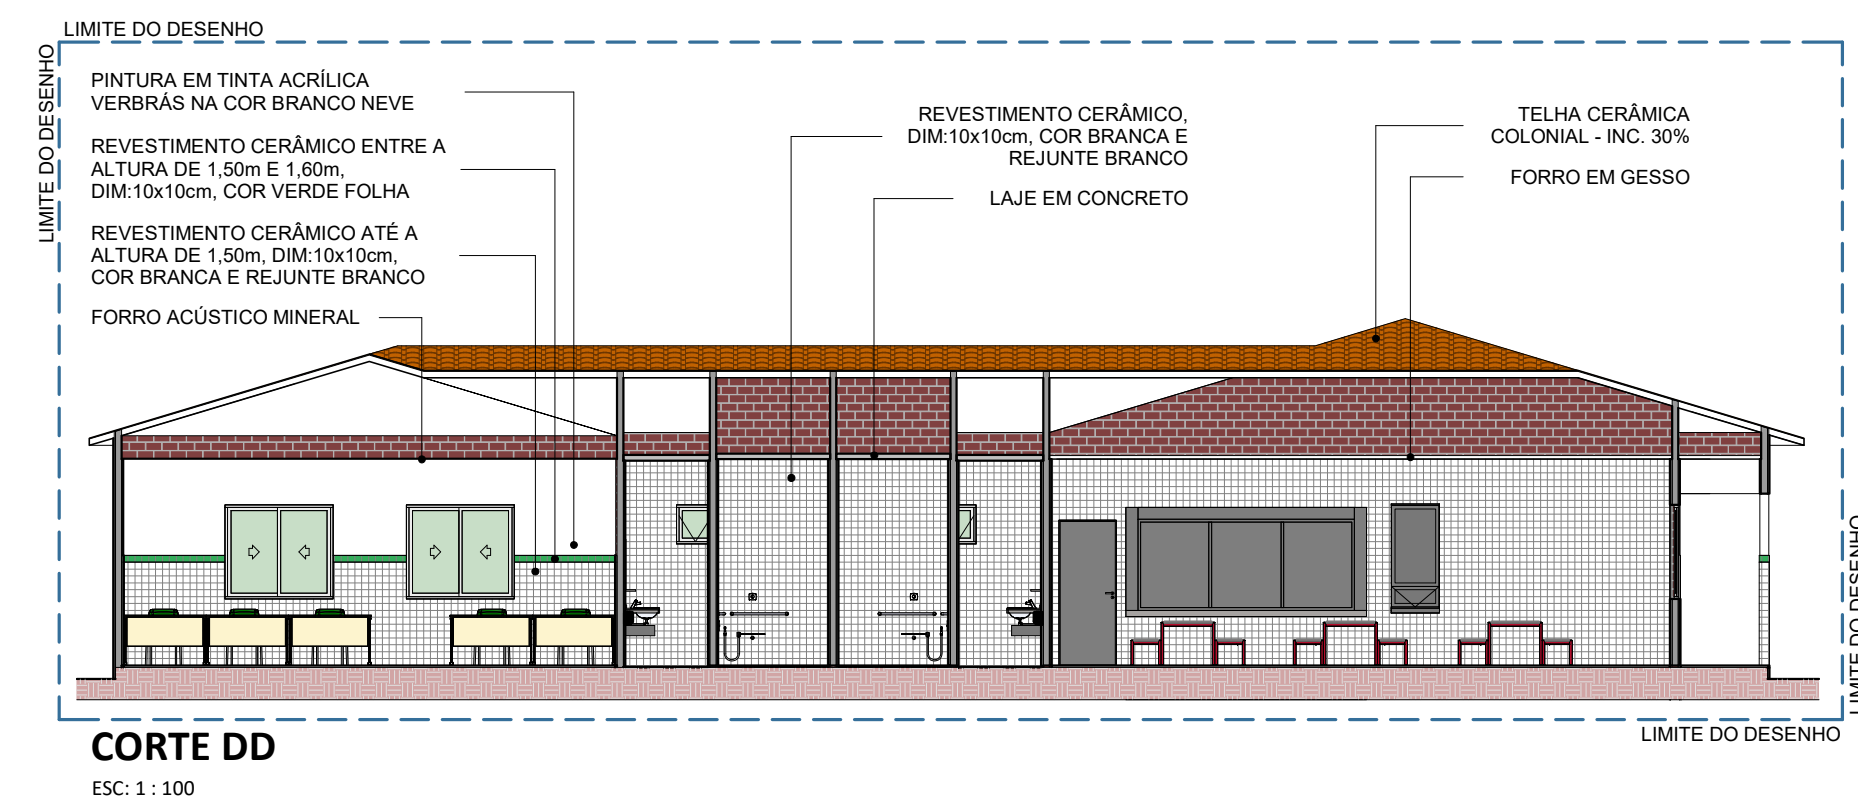 LIMITE DO DESENHO
LIMITE DO DESENHO
PINTURA EM TINTA ACRÍLICA
VERBRÁS NA COR BRANCO NEVE
REVESTIMENTO CERÂMICO ENTRE A
ALTURA DE 1,50m E 1,60m,
DIM:10x10cm, COR VERDE FOLHA
REVESTIMENTO CERÂMICO ATÉ A
ALTURA DE 1,50m, DIM:10x10cm,
COR BRANCA E REJUNTE BRANCO
FORRO ACÚSTICO MINERAL
REVESTIMENTO CERÂMICO,
DIM:10x10cm, COR BRANCA E
REJUNTE BRANCO
LAJE EM CONCRETO
TELHA CERÂMICA
COLONIAL - INC. 30%
FORRO EM GESSO
LIMITE DO DESENHO
LIMITE DO DESENHO
CORTE DD
ESC: 1 : 100